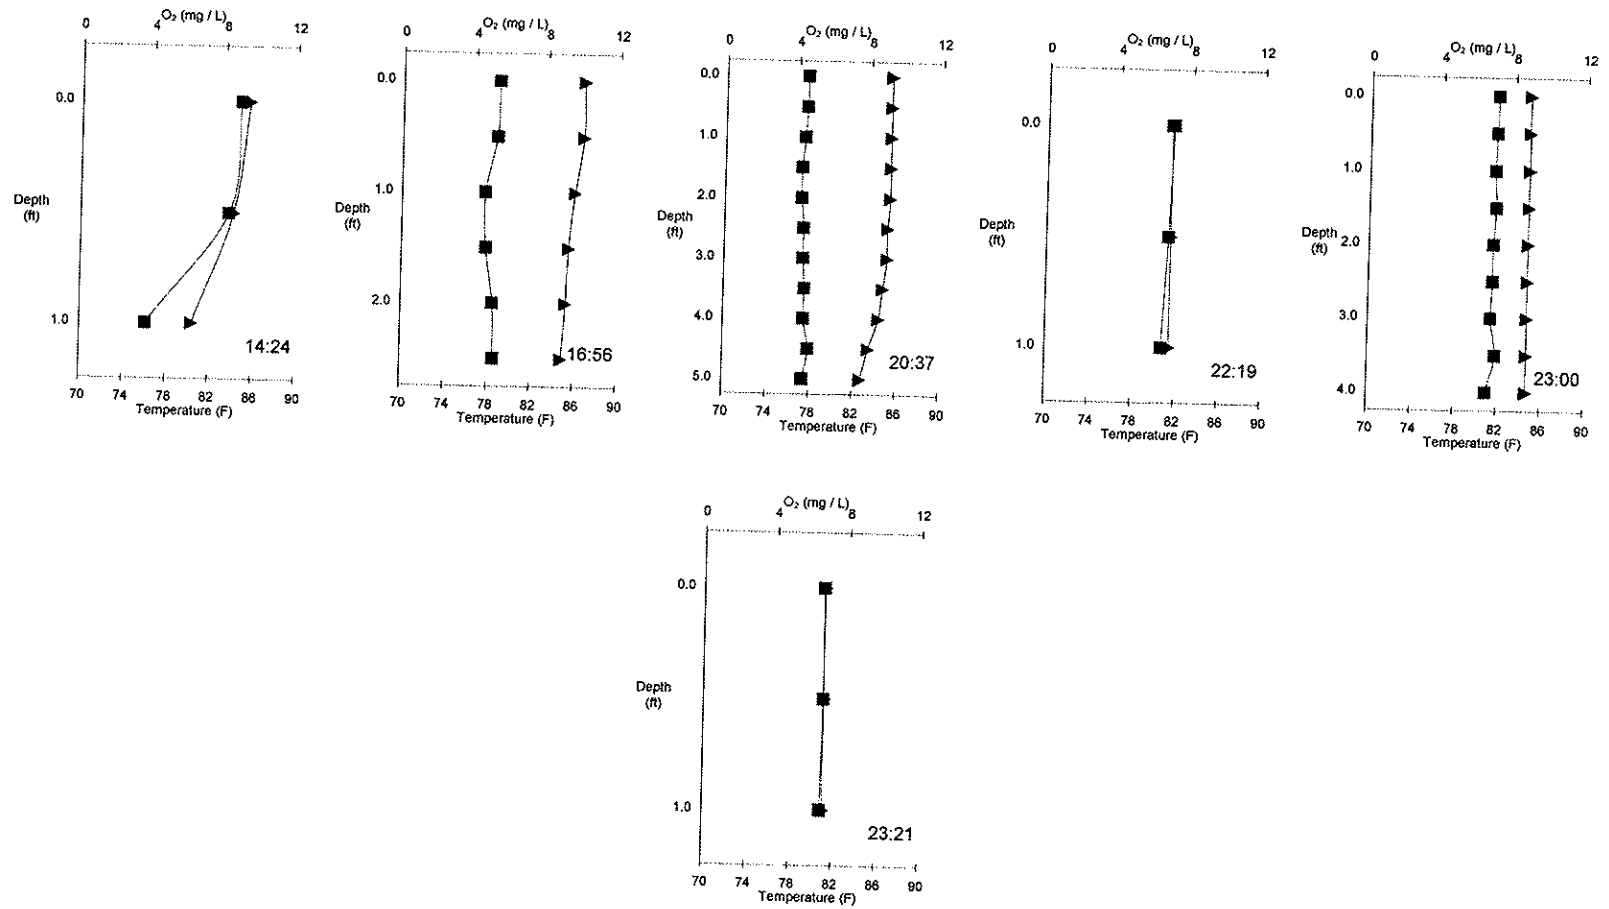 O₂ (mg / L)
0 4 8 12
0.0
Depth
(ft)
1.0
14:24
70 74 78 82 86 90
Temperature (F)
O₂ (mg / L)
0 4 8 12
0.0
1.0
Depth
(ft)
2.0
16:56
70 74 78 82 86 90
Temperature (F)
O₂ (mg / L)
0 4 8 12
0.0
1.0
2.0
Depth
(ft)
3.0
4.0
20:37
5.0
70 74 78 82 86 90
Temperature (F)
O₂ (mg / L)
0 4 8 12
0.0
Depth
(ft)
1.0
22:19
70 74 78 82 86 90
Temperature (F)
O₂ (mg / L)
0 4 8 12
0.0
1.0
Depth
(ft)
2.0
3.0
23:00
4.0
70 74 78 82 86 90
Temperature (F)
O₂ (mg / L)
0 4 8 12
0.0
Depth
(ft)
1.0
23:21
70 74 78 82 86 90
Temperature (F)